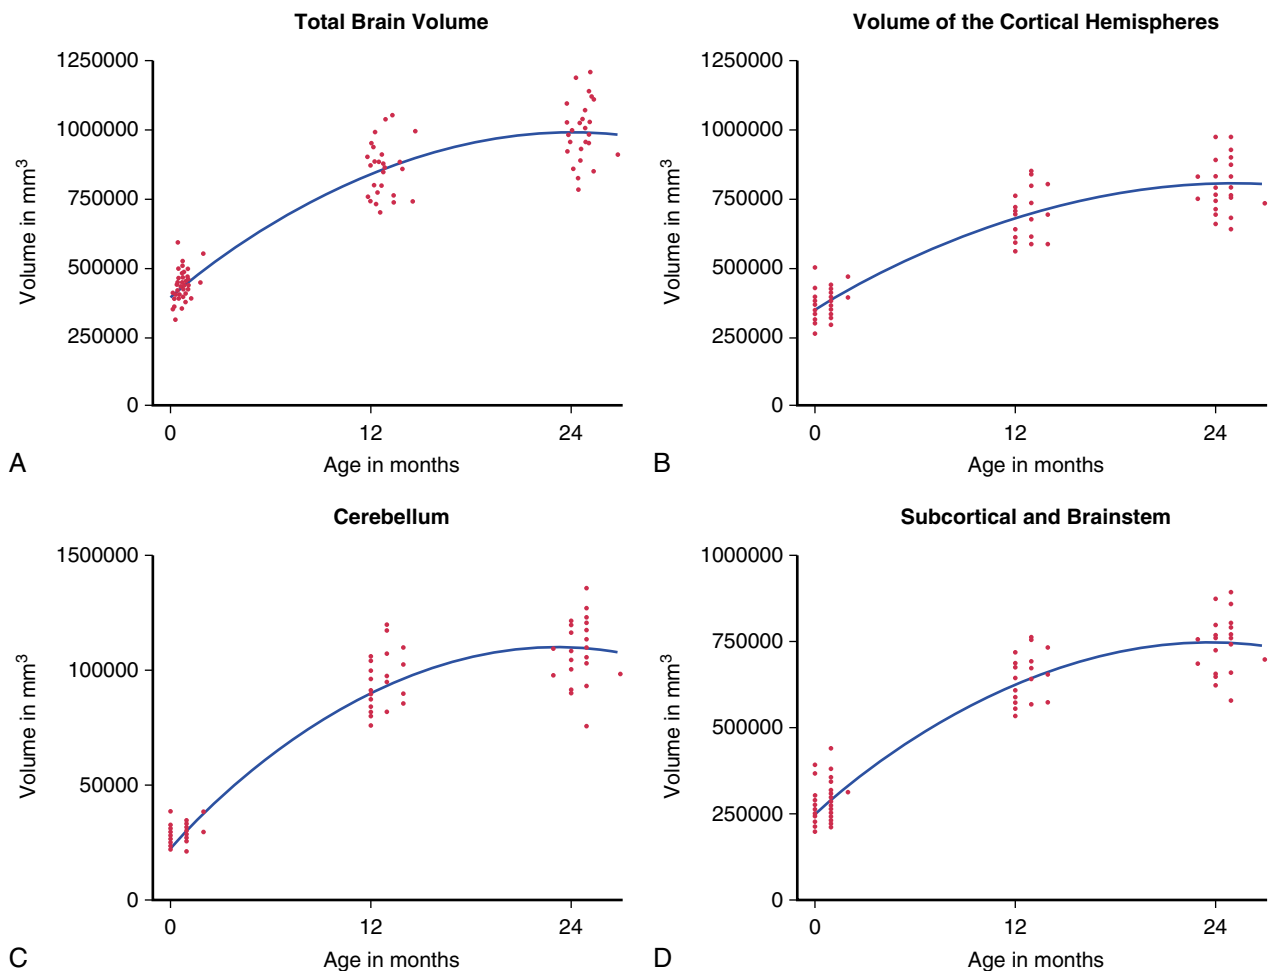 Total Brain Volume
1250000
1000000
750000
500000
250000
0
0 12 24
Volume in mm³
Age in months
A
Volume of the Cortical Hemispheres
1250000
1000000
750000
500000
250000
0
0 12 24
Volume in mm³
Age in months
B
Cerebellum
1500000
100000
50000
0
0 12 24
Volume in mm³
Age in months
C
Subcortical and Brainstem
1000000
750000
500000
250000
0
0 12 24
Volume in mm³
Age in months
D